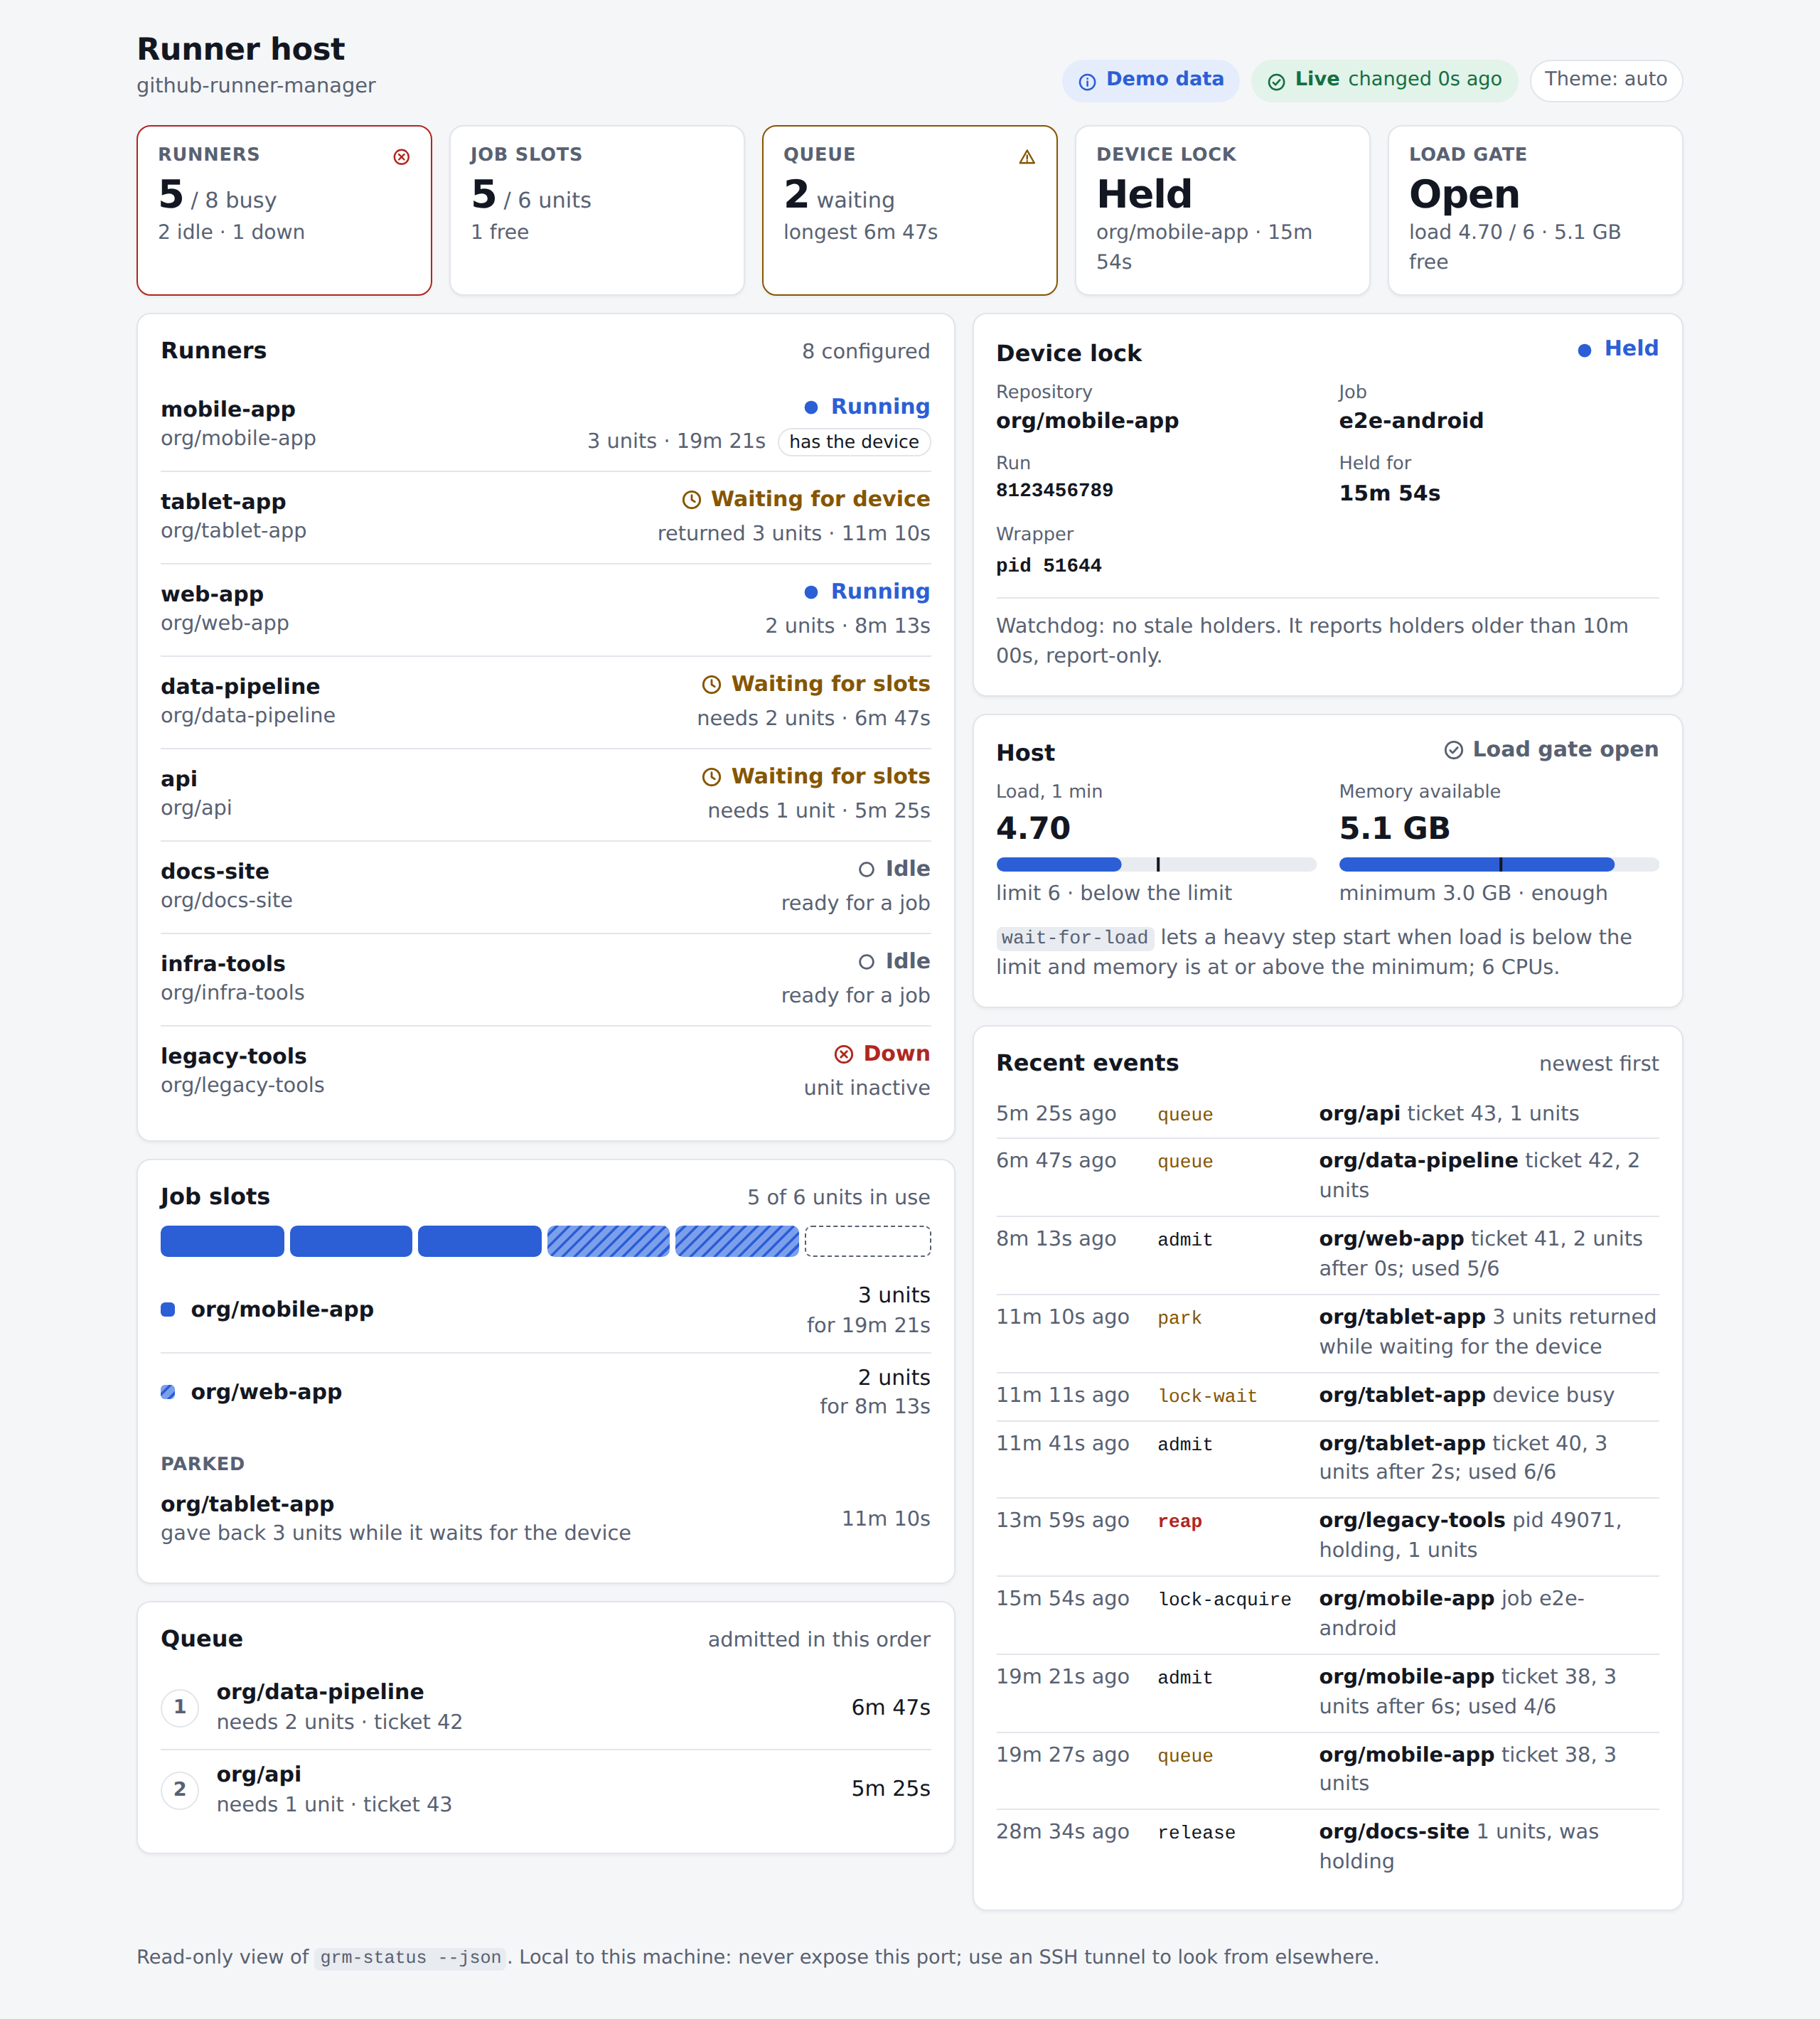 Runner host
github-runner-manager
Demo data
Live changed 0s ago
Theme: auto
RUNNERS
5 / 8 busy
2 idle · 1 down
JOB SLOTS
5 / 6 units
1 free
QUEUE
2 waiting
longest 6m 47s
DEVICE LOCK
Held
org/mobile-app · 15m
54s
LOAD GATE
Open
load 4.70 / 6 · 5.1 GB
free
Runners
8 configured
mobile-app
Running
org/mobile-app
3 units · 19m 21s has the device
tablet-app
Waiting for device
org/tablet-app
returned 3 units · 11m 10s
web-app
Running
org/web-app
2 units · 8m 13s
data-pipeline
Waiting for slots
org/data-pipeline
needs 2 units · 6m 47s
api
Waiting for slots
org/api
needs 1 unit · 5m 25s
docs-site
Idle
org/docs-site
ready for a job
infra-tools
Idle
org/infra-tools
ready for a job
legacy-tools
Down
org/legacy-tools
unit inactive
Job slots
5 of 6 units in use
org/mobile-app
3 units
for 19m 21s
org/web-app
2 units
for 8m 13s
PARKED
org/tablet-app
gave back 3 units while it waits for the device
11m 10s
Queue
admitted in this order
1
org/data-pipeline
needs 2 units · ticket 42
6m 47s
2
org/api
needs 1 unit · ticket 43
5m 25s
Device lock
Held
Repository
org/mobile-app
Job
e2e-android
Run
8123456789
Held for
15m 54s
Wrapper
pid 51644
Watchdog: no stale holders. It reports holders older than 10m
00s, report-only.
Host
Load gate open
Load, 1 min
4.70
limit 6 · below the limit
Memory available
5.1 GB
minimum 3.0 GB · enough
wait-for-load lets a heavy step start when load is below the
limit and memory is at or above the minimum; 6 CPUs.
Recent events
newest first
5m 25s ago queue org/api ticket 43, 1 units
6m 47s ago queue org/data-pipeline ticket 42, 2
units
8m 13s ago admit org/web-app ticket 41, 2 units
after 0s; used 5/6
11m 10s ago park org/tablet-app 3 units returned
while waiting for the device
11m 11s ago lock-wait org/tablet-app device busy
11m 41s ago admit org/tablet-app ticket 40, 3
units after 2s; used 6/6
13m 59s ago reap org/legacy-tools pid 49071,
holding, 1 units
15m 54s ago lock-acquire org/mobile-app job e2e-
android
19m 21s ago admit org/mobile-app ticket 38, 3
units after 6s; used 4/6
19m 27s ago queue org/mobile-app ticket 38, 3
units
28m 34s ago release org/docs-site 1 units, was
holding
Read-only view of grm-status --json. Local to this machine: never expose this port; use an SSH tunnel to look from elsewhere.